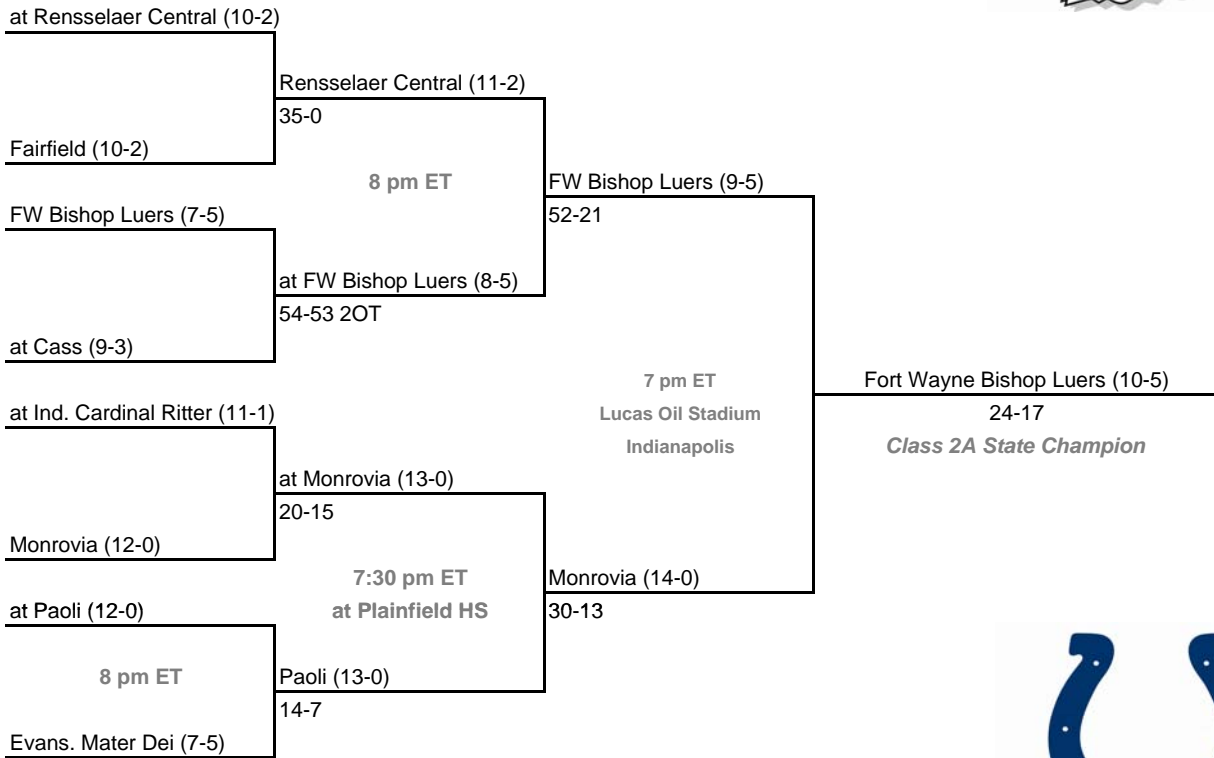 at Rensselaer Central (10-2)
Rensselaer Central (11-2)
35-0
Fairfield (10-2)
8 pm ET
FW Bishop Luers (9-5)
52-21
FW Bishop Luers (7-5)
at FW Bishop Luers (8-5)
54-53 2OT
at Cass (9-3)
7 pm ET
Lucas Oil Stadium
Indianapolis
Fort Wayne Bishop Luers (10-5)
24-17
Class 2A State Champion
at Ind. Cardinal Ritter (11-1)
at Monrovia (13-0)
20-15
Monrovia (12-0)
7:30 pm ET
at Plainfield HS
Monrovia (14-0)
30-13
at Paoli (12-0)
8 pm ET
Paoli (13-0)
14-7
Evans. Mater Dei (7-5)